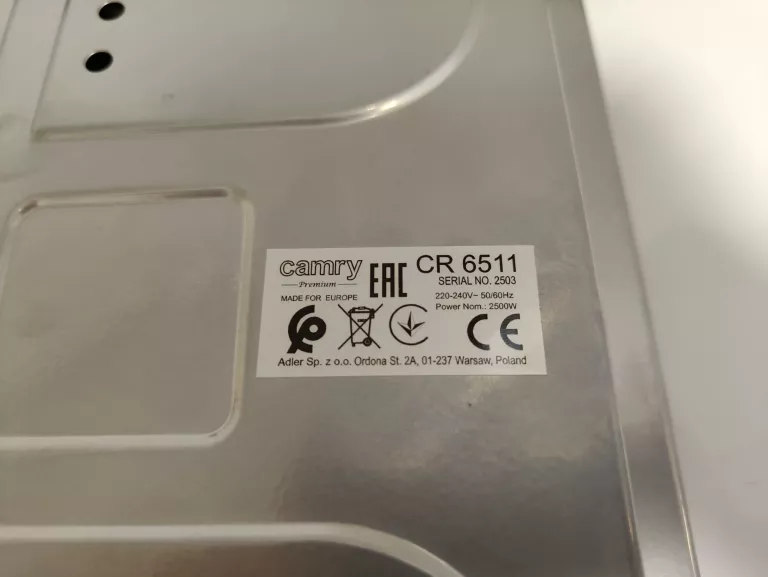 camry
Premium
MADE FOR EUROPE
EAC
CR 6511
SERIAL NO. 2503
220-240V~ 50/60Hz
Power Nom.: 2500W
CE
Adler Sp. z o.o. Ordona St. 2A, 01-237 Warsaw, Poland